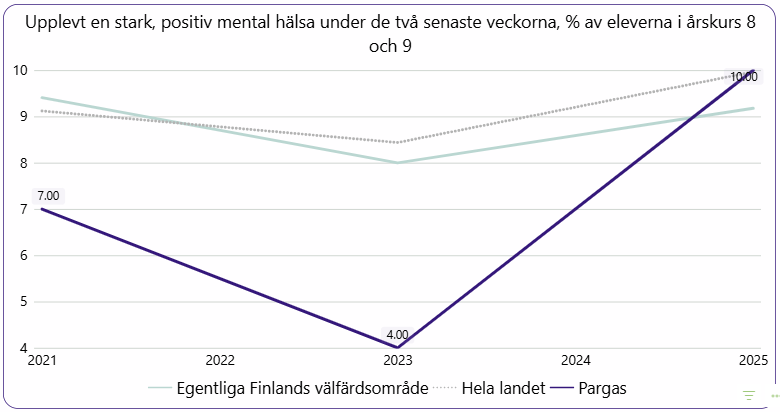 Upplevt en stark, positiv mental hälsa under de två senaste veckorna, % av eleverna i årskurs 8
och 9
10
10.00
9
8
7.00
7
6
5
4.00
4
2021 2022 2023 2024 2025
Egentliga Finlands välfärdsområde Hela landet Pargas